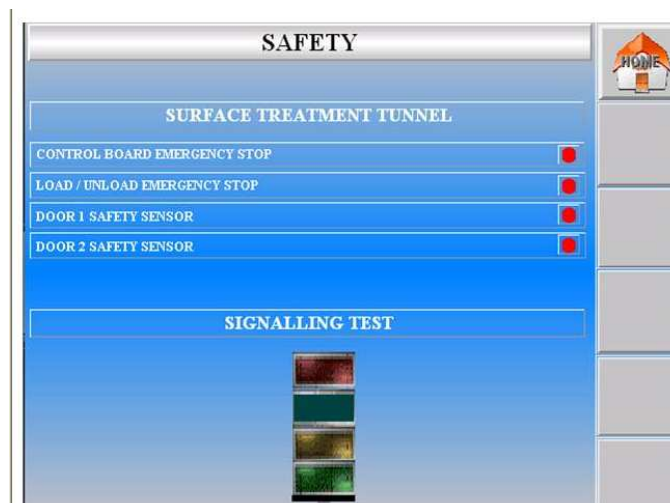 SAFETY
HOME
SURFACE TREATMENT TUNNEL
CONTROL BOARD EMERGENCY STOP
LOAD / UNLOAD EMERGENCY STOP
DOOR 1 SAFETY SENSOR
DOOR 2 SAFETY SENSOR
SIGNALLING TEST